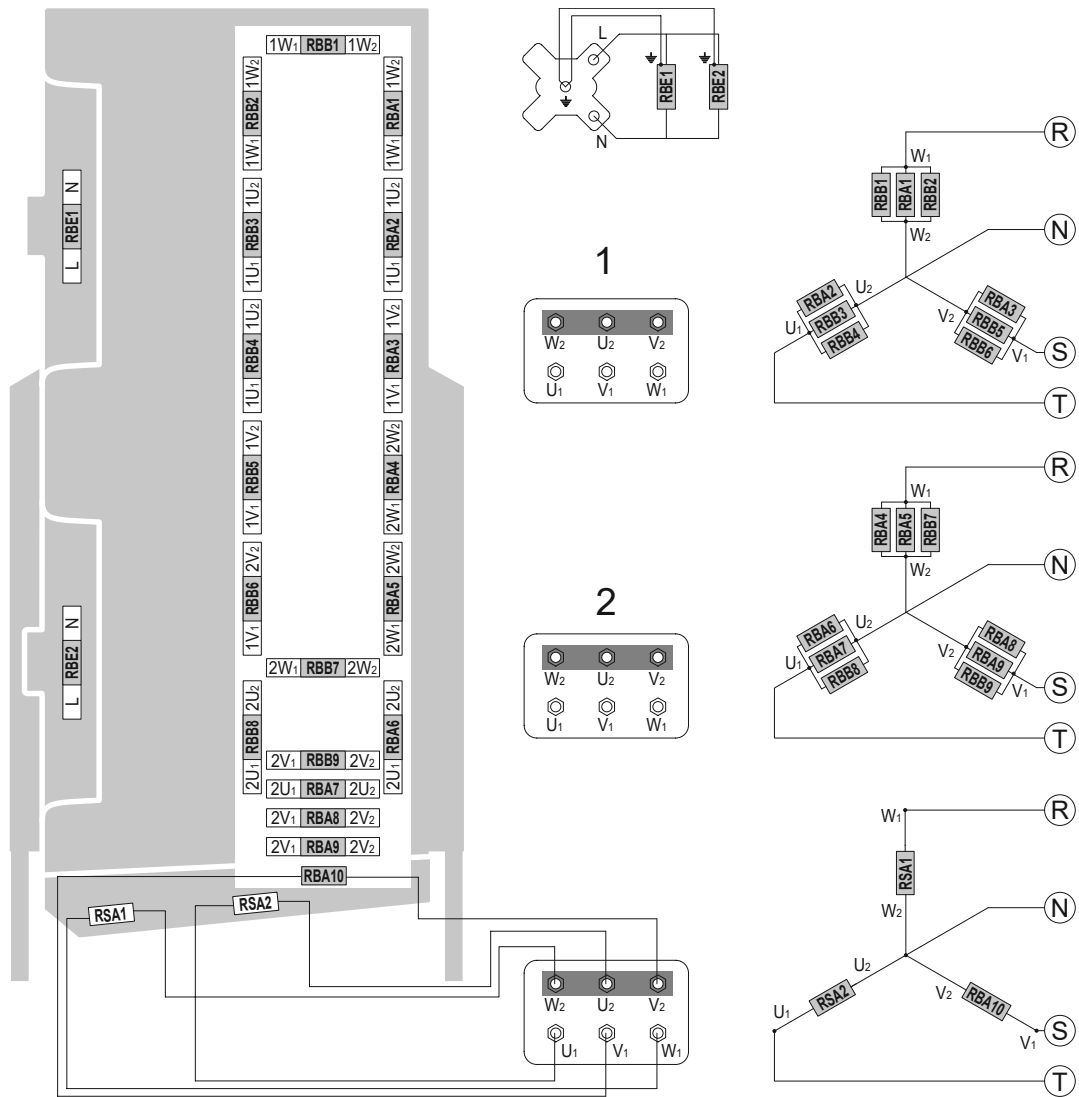 1W1 RBB1 1W2
1W2 RBB2 1W1
1W2 RBA1 1W1
1U2 RBB3 1U1
1U2 RBA2 1U1
1U2 RBB4 1U1
1V2 RBA3 1V1
1V2 RBB5 1V1
2W2 RBA4 2W1
2V2 RBB6 1V1
2W2 RBA5 2W1
2W1 RBB7 2W2
2U2 RBB8 2U1
2U2 RBA6 2U1
2V1 RBB9 2V2
2U1 RBA7 2U2
2V1 RBA8 2V2
2V1 RBA9 2V2
RBA10
L RBE1 N
L RBE2 N
RSA1
RSA2
L
N
RBE1
RBE2
1
W2 U2 V2
U1 V1 W1
2
W2 U2 V2
U1 V1 W1
W2 U2 V2
U1 V1 W1
R
W1
RBB1 RBA1 RBB2
W2
N
U2
RBA2
RBB3
RBB4
U1
V2
RBA3
RBB5
RBB6
V1
S
T
R
W1
RBA4 RBA5 RBB7
W2
N
U2
RBA6
RBA7
RBB8
U1
V2
RBA8
RBA9
RBB9
V1
S
T
R
W1
RSA1
W2
N
U2
RSA2
U1
V2
RBA10
V1
S
T